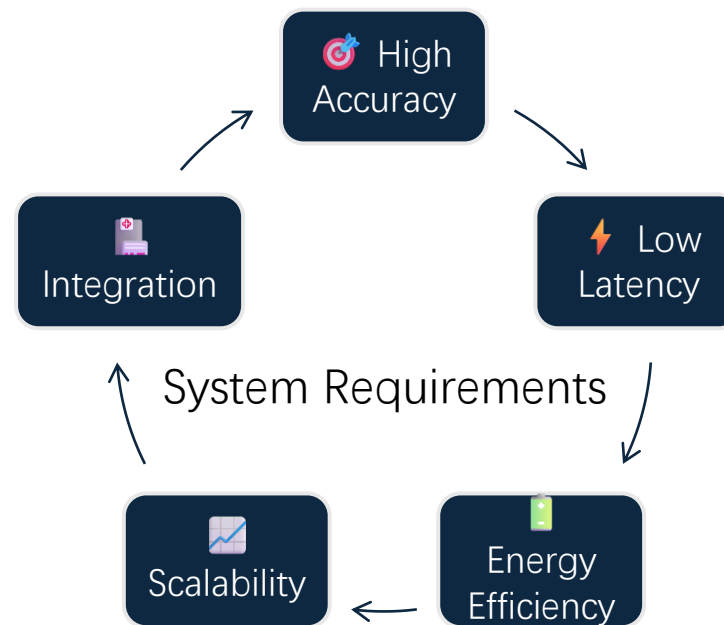 🎯 High
Accuracy
⚡ Low
Latency
🏥
Integration
System Requirements
📈
Scalability
🔋
Energy
Efficiency